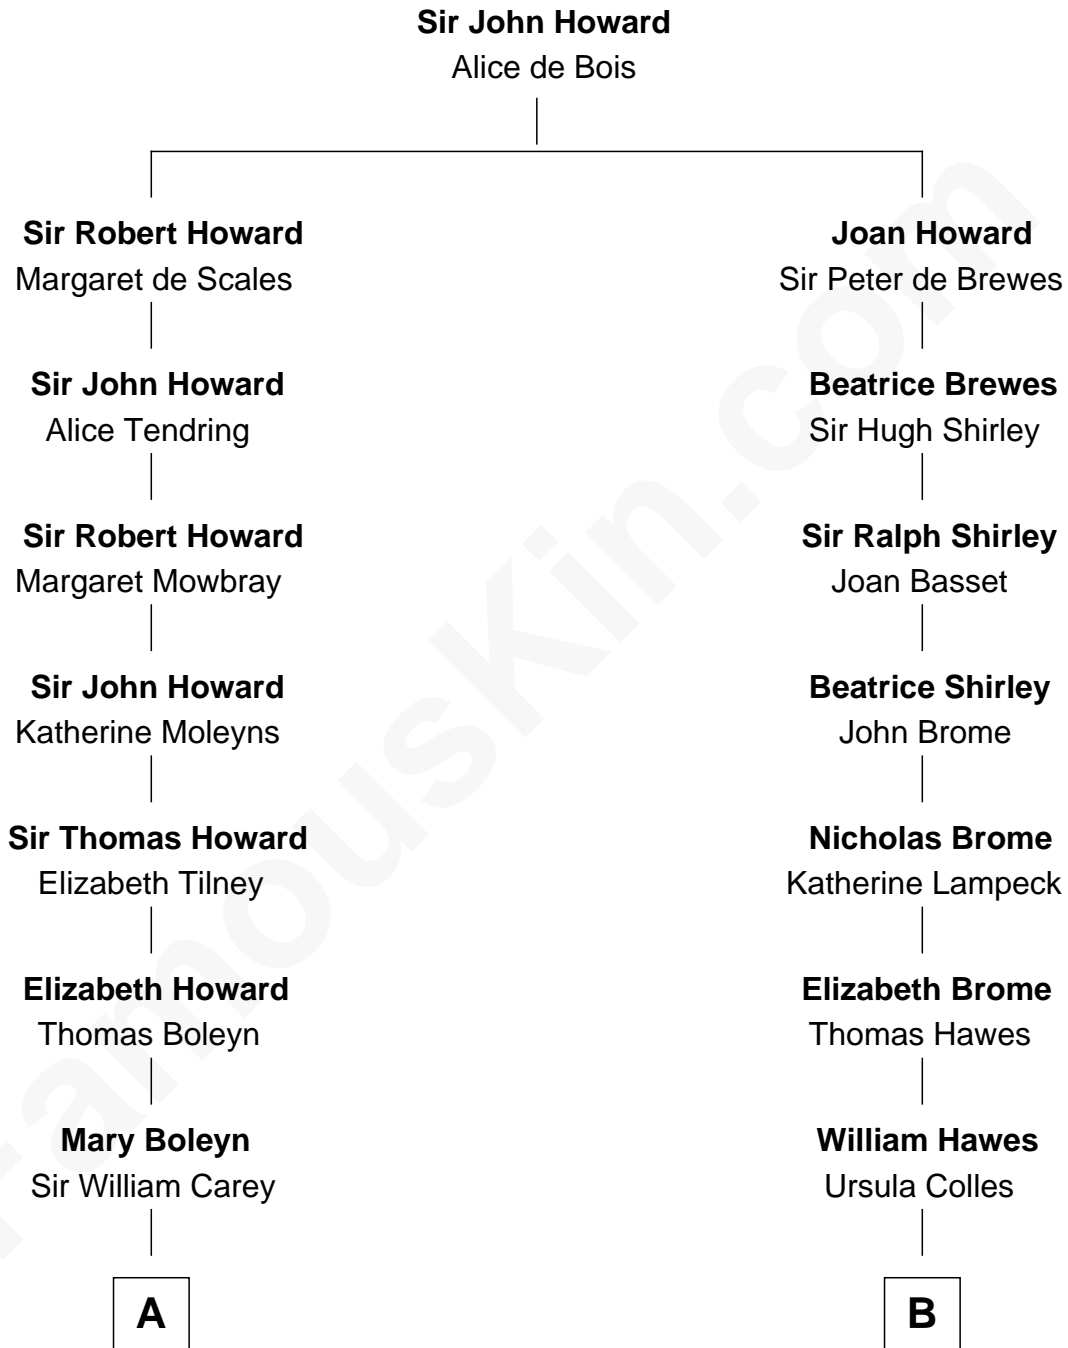 Sir John Howard
Alice de Bois
Sir Robert Howard
Margaret de Scales
Joan Howard
Sir Peter de Brewes
Sir John Howard
Alice Tendring
Beatrice Brewes
Sir Hugh Shirley
Sir Robert Howard
Margaret Mowbray
Sir Ralph Shirley
Joan Basset
Sir John Howard
Katherine Moleyns
Beatrice Shirley
John Brome
Sir Thomas Howard
Elizabeth Tilney
Nicholas Brome
Katherine Lampeck
Elizabeth Howard
Thomas Boleyn
Elizabeth Brome
Thomas Hawes
Mary Boleyn
Sir William Carey
William Hawes
Ursula Colles
A
B
FamousKin.com